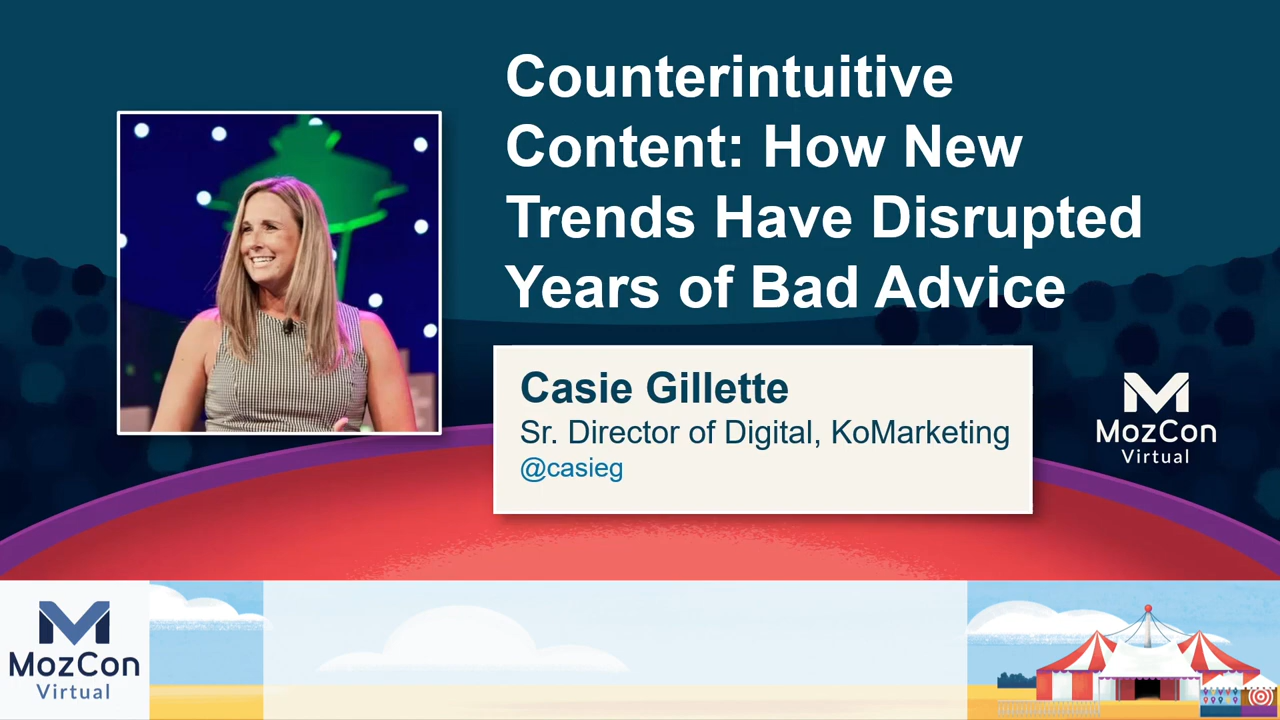 Counterintuitive
Content: How New
Trends Have Disrupted
Years of Bad Advice
Casie Gillette
Sr. Director of Digital, KoMarketing
@casieg
MozCon
Virtual
MozCon
Virtual